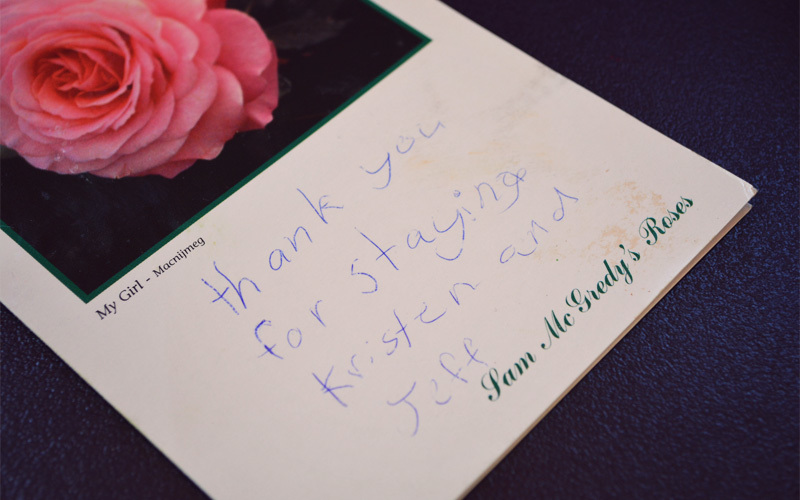 My Girl - Macnijmeg
thank you
for staying
Kristen and
Jeff
Sam McGredy's Roses